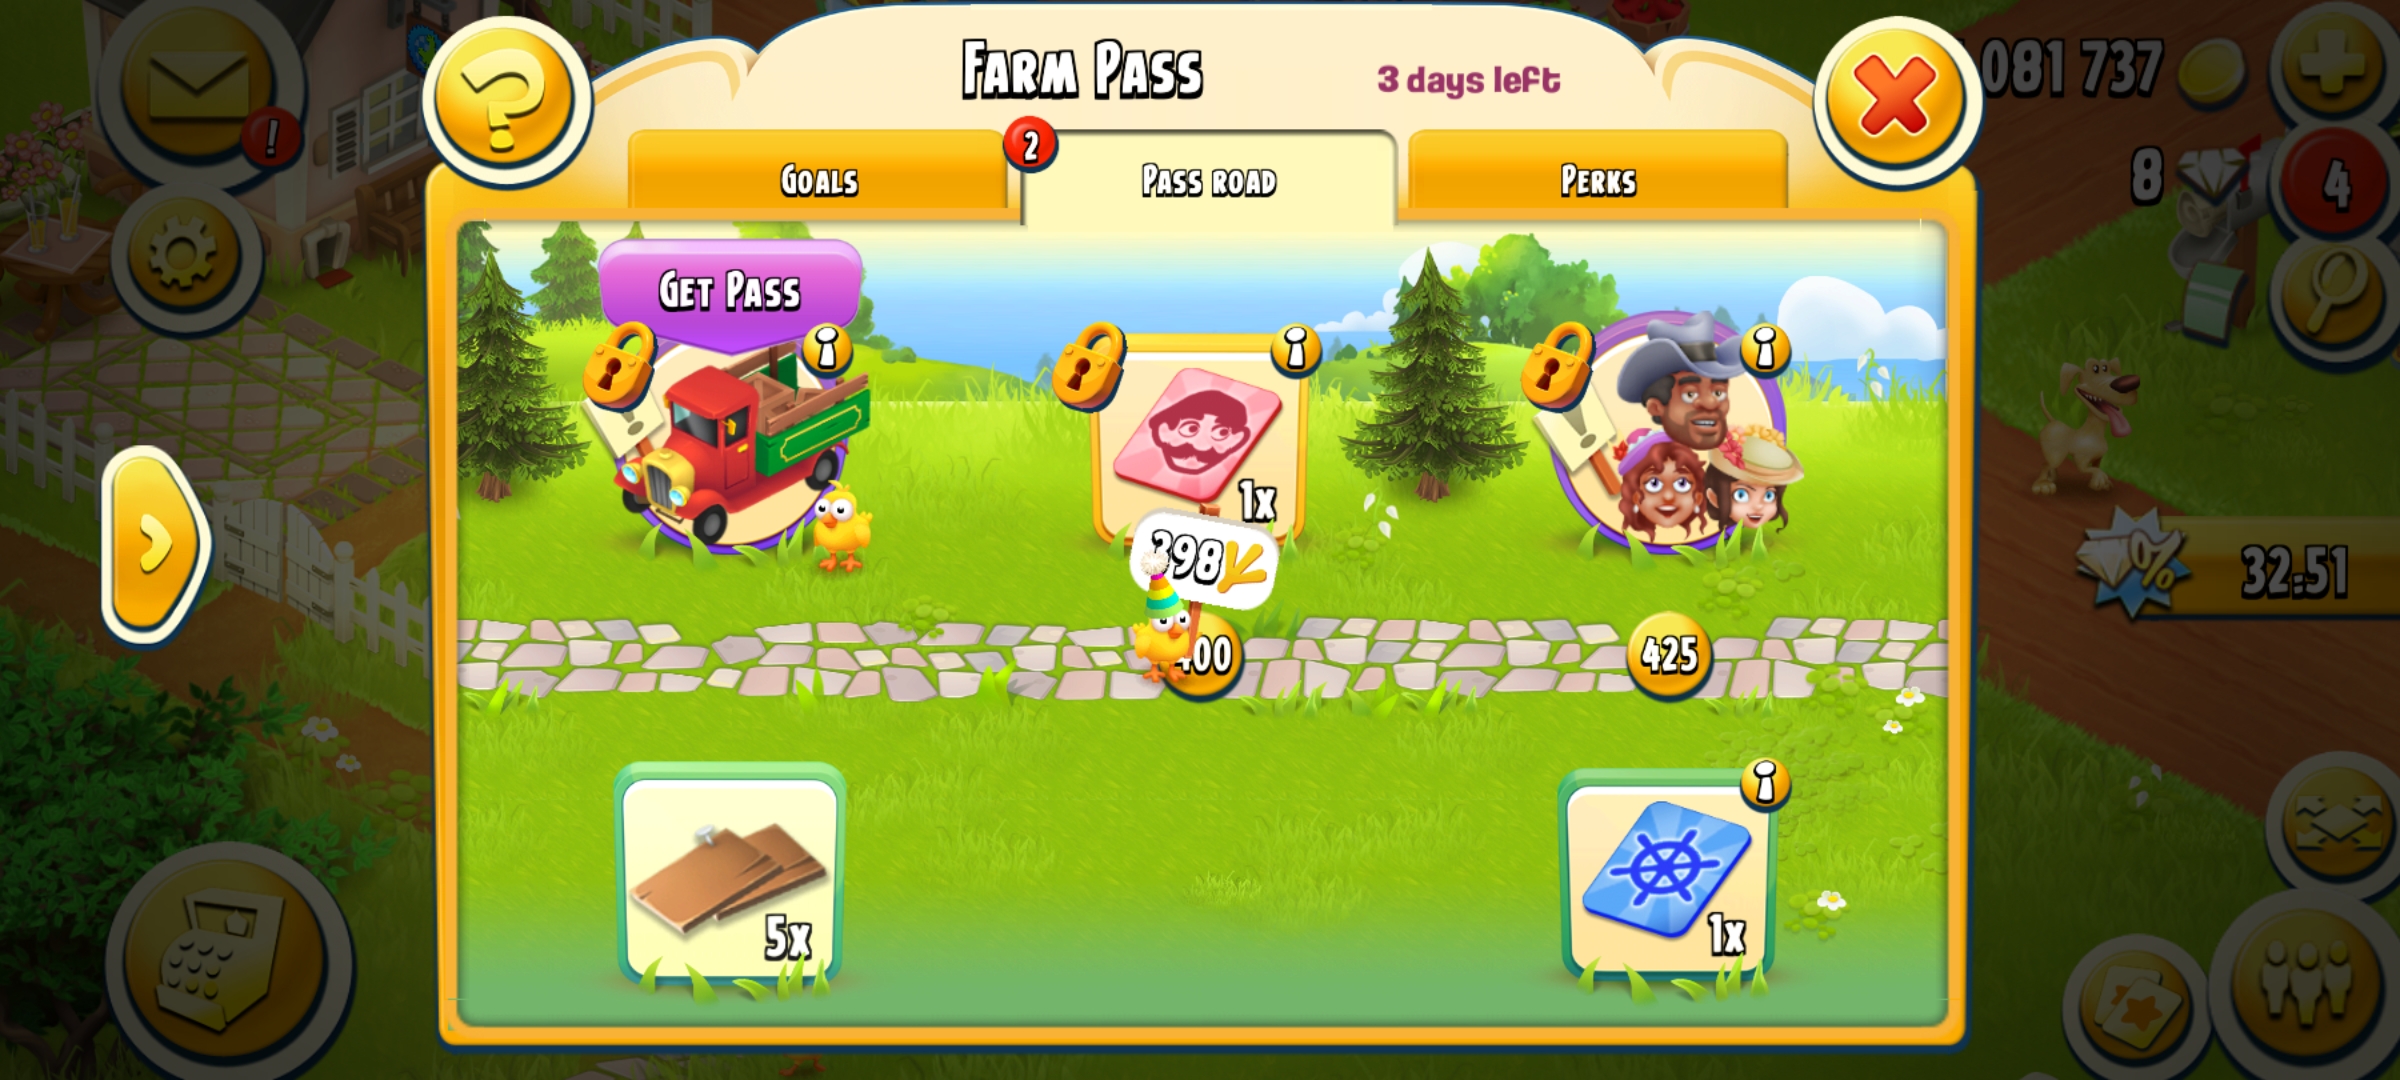 FARM PASS
3 days left
081 737
!
2
GOALS
PASS ROAD
PERKS
8
4
GET PASS
i
i
i
1x
398
400
425
%
32:51
i
5x
1x